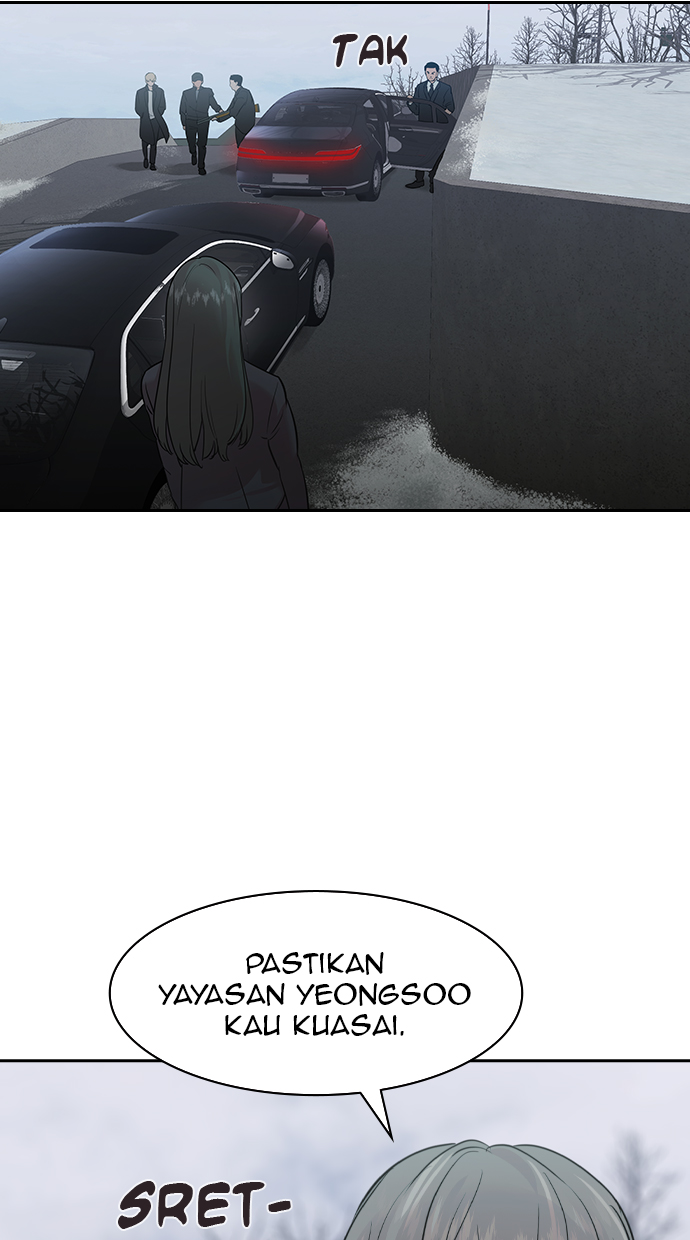 TAK
PASTIKAN
YAYASAN YEONGSOO
KAU KUASAI.
SRET-